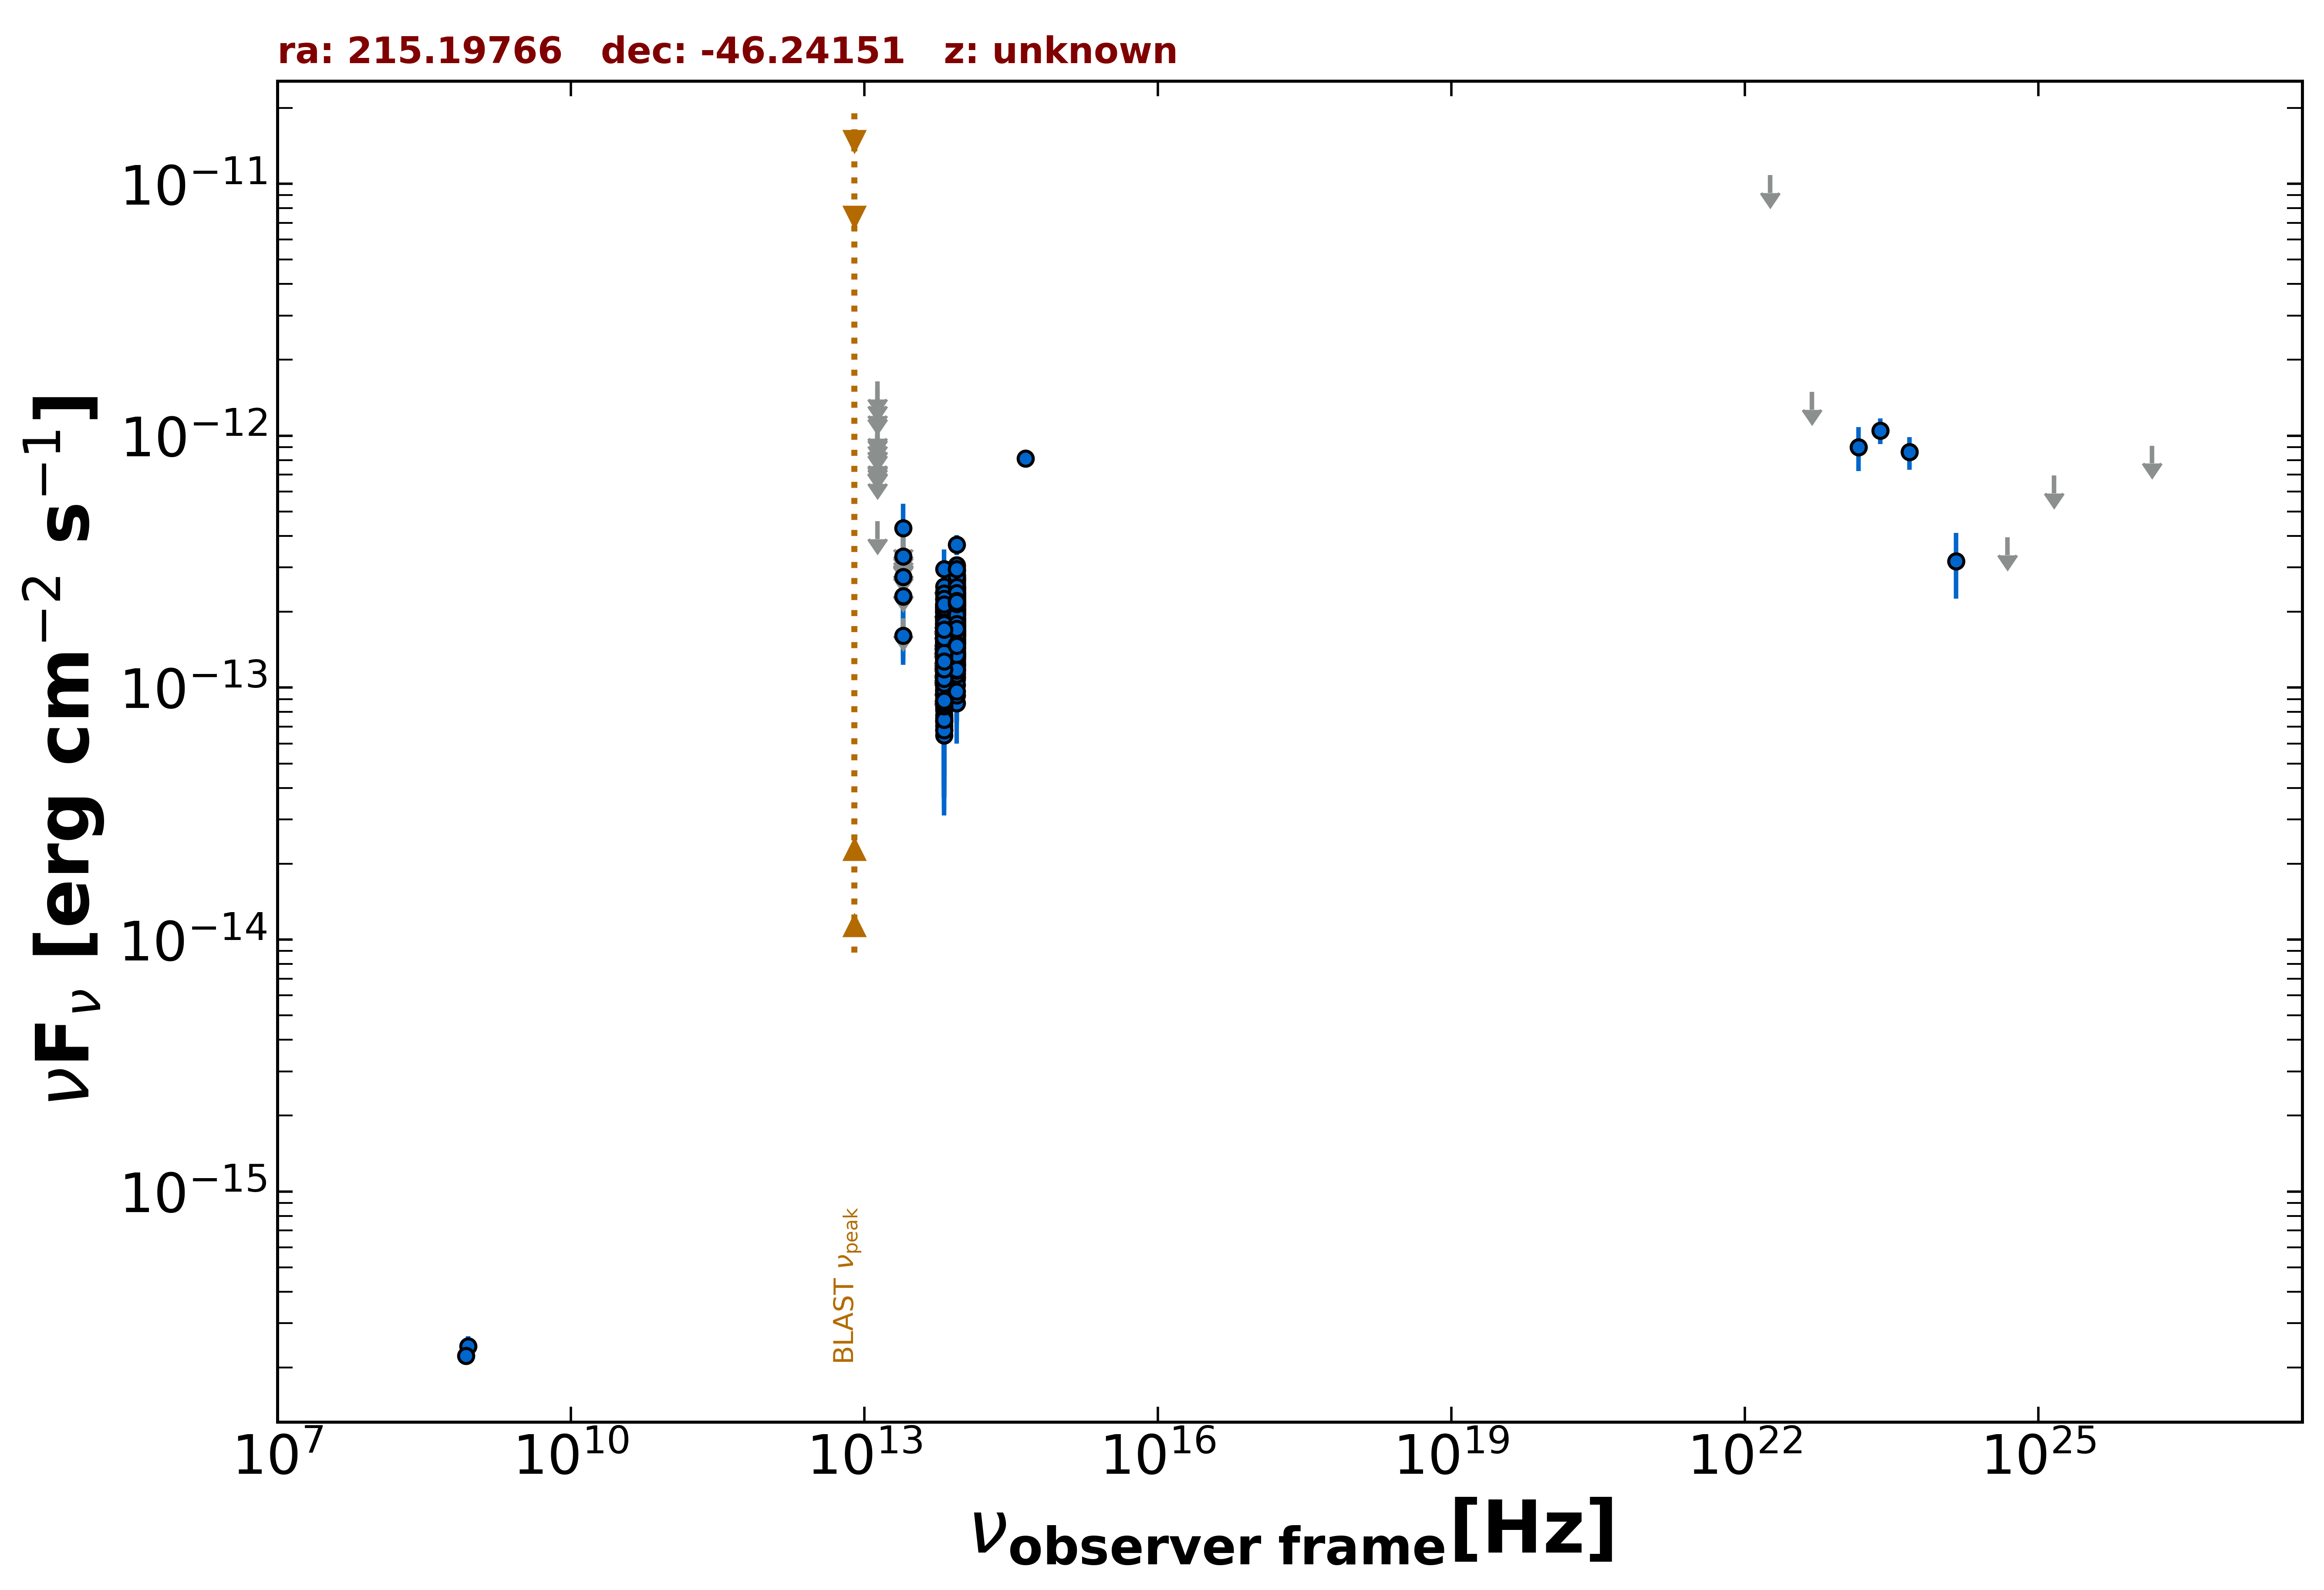 ra: 215.19766 dec: -46.24151 z: unknown
νFν [erg cm⁻² s⁻¹]
10⁻¹¹
10⁻¹²
10⁻¹³
10⁻¹⁴
10⁻¹⁵
BLAST νpeak
10⁷ 10¹⁰ 10¹³ 10¹⁶ 10¹⁹ 10²² 10²⁵
νobserver frame [Hz]